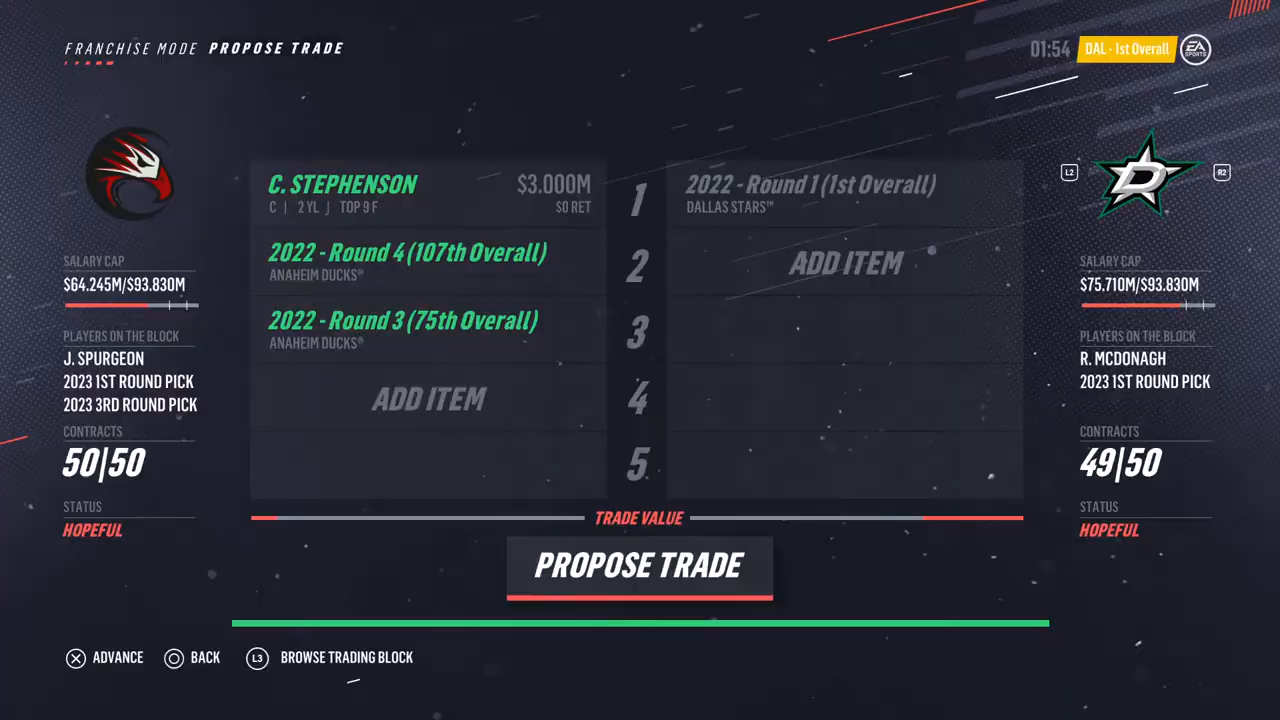 FRANCHISE MODE PROPOSE TRADE
01:54 DAL - 1st Overall EA SPORTS
L2 D R2
SALARY CAP
$64.245M/$93.830M
PLAYERS ON THE BLOCK
J. SPURGEON
2023 1ST ROUND PICK
2023 3RD ROUND PICK
CONTRACTS
50|50
STATUS
HOPEFUL
C. STEPHENSON $3.000M
C | 2 YL | TOP 9 F $0 RET
2022 - Round 4 (107th Overall)
ANAHEIM DUCKS®
2022 - Round 3 (75th Overall)
ANAHEIM DUCKS®
ADD ITEM
1
2
3
4
5
2022 - Round 1 (1st Overall)
DALLAS STARS™
ADD ITEM
SALARY CAP
$75.710M/$93.830M
PLAYERS ON THE BLOCK
R. MCDONAGH
2023 1ST ROUND PICK
CONTRACTS
49|50
STATUS
HOPEFUL
TRADE VALUE
PROPOSE TRADE
ADVANCE BACK L3 BROWSE TRADING BLOCK